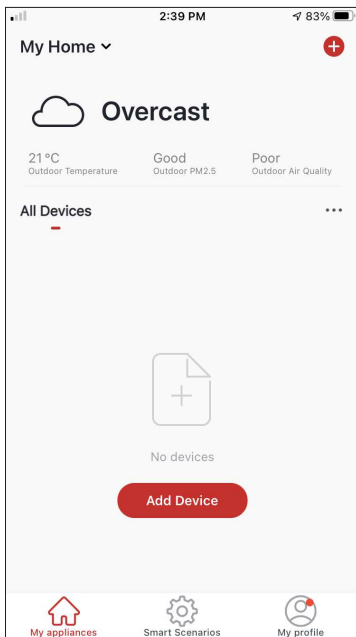 2:39 PM
83%
My Home
Overcast
21 °C Good Poor
Outdoor Temperature Outdoor PM2.5 Outdoor Air Quality
All Devices
No devices
Add Device
My appliances Smart Scenarios My profile